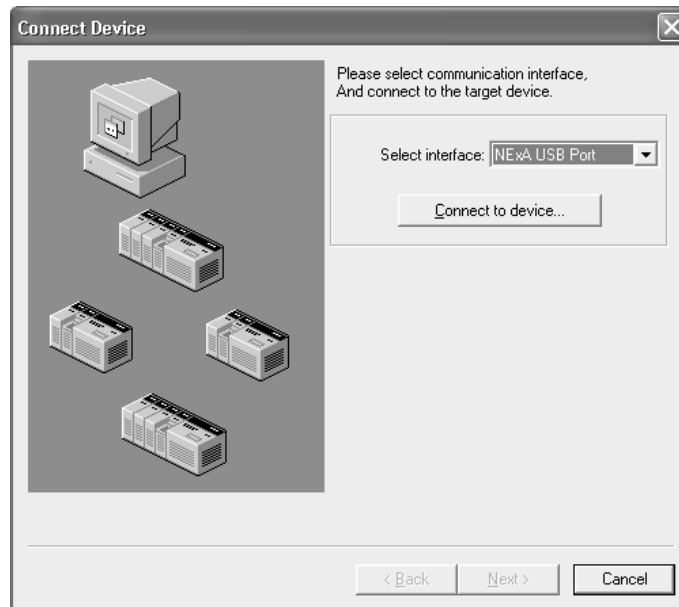 Connect Device
Please select communication interface,
And connect to the target device.
Select interface: NExA USB Port
Connect to device...
< Back Next > Cancel